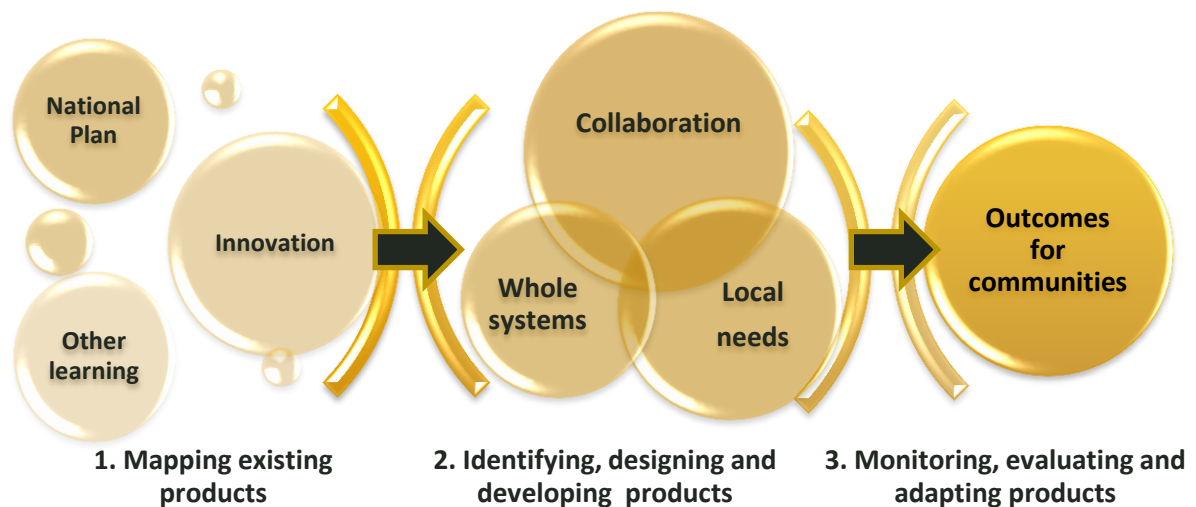 National
Plan
Innovation
Other
learning
Collaboration
Whole
systems
Local
needs
Outcomes
for
communities
1. Mapping existing
products
2. Identifying, designing and
developing  products
3. Monitoring, evaluating and
adapting products